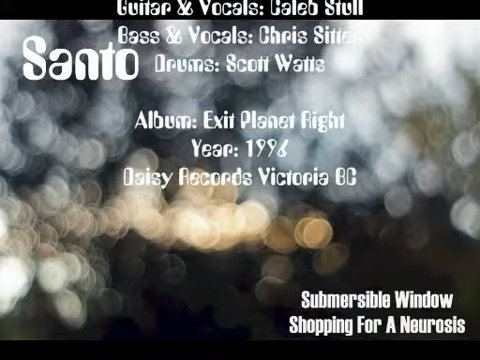 Guitar & Vocals: Caleb Stull
Bass & Vocals: Chris Sitter
Santo
Drums: Scott Watts
Album: Exit Planet Right
Year: 1996
Daisy Records Victoria BC
Submersible Window
Shopping For A Neurosis